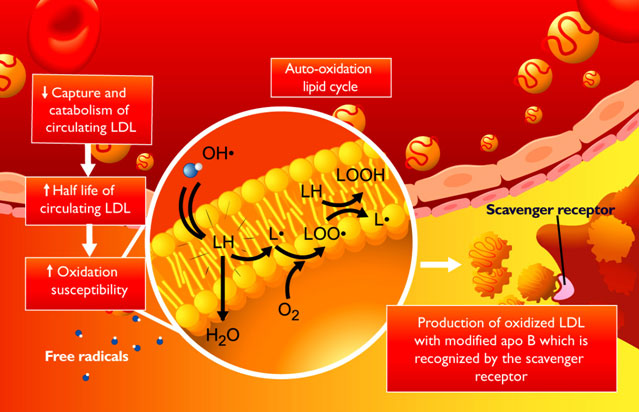 Auto-oxidation
lipid cycle
↓ Capture and
catabolism of
circulating LDL
↑ Half life of
circulating LDL
↑ Oxidation
susceptibility
Free radicals
OH•
LH
H₂O
L•
O₂
LOO•
LH
LOOH
L•
Scavenger receptor
Production of oxidized LDL
with modified apo B which is
recognized by the scavenger
receptor